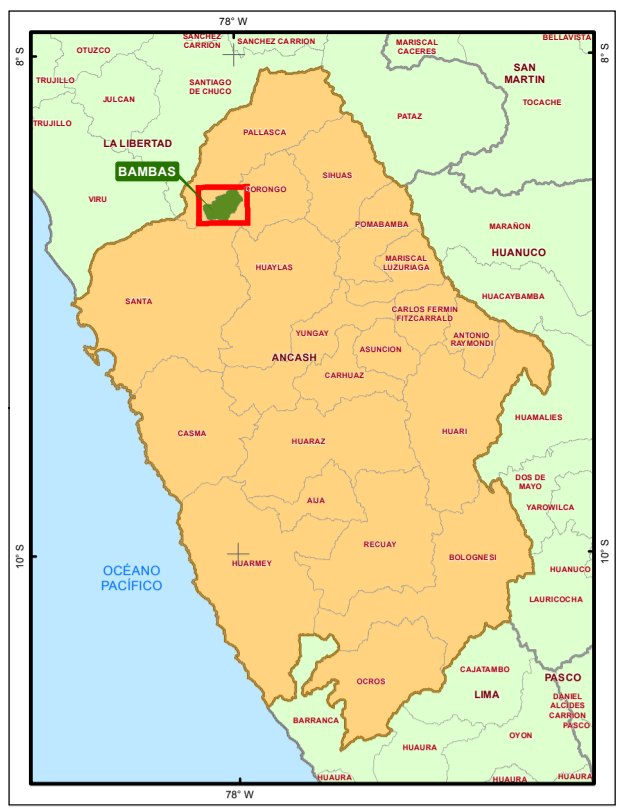 78° W
SANCHEZ
CARRION
SANCHEZ CARRION
MARISCAL
CACERES
BELLAVISTA
OTUZCO
8° S
8° S
SAN
MARTIN
TRUJILLO
SANTIAGO
DE CHUCO
JULCAN
TOCACHE
PATAZ
TRUJILLO
PALLASCA
LA LIBERTAD
BAMBAS
SIHUAS
CORONGO
VIRU
POMABAMBA
MARAÑON
HUANUCO
MARISCAL
LUZURIAGA
HUAYLAS
SANTA
HUACAYBAMBA
CARLOS FERMIN
FITZCARRALD
YUNGAY
ANTONIO
RAYMONDI
ASUNCION
ANCASH
CARHUAZ
HUAMALIES
CASMA
HUARI
HUARAZ
DOS DE
MAYO
AIJA
YAROWILCA
RECUAY
10° S
10° S
BOLOGNESI
HUARMEY
OCÉANO
PACÍFICO
HUANUCO
LAURICOCHA
CAJATAMBO
PASCO
OCROS
LIMA
DANIEL
ALCIDES
CARRION
PASCO
BARRANCA
OYON
HUAURA
HUAURA
HUAURA
HUAURA
78° W